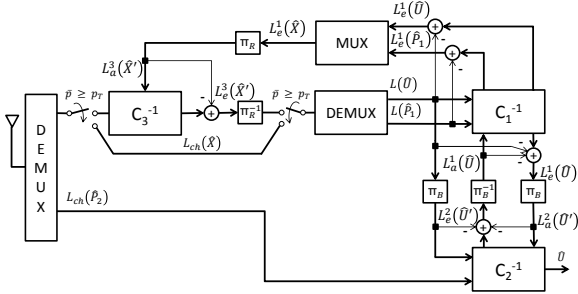 L_e^1(Û)
L_e^1(X̂)
π_R
MUX
L_e^1(P̂_1)
-
-
L_a^3(X̂')
p̄ ≥ p_T
-
L_e^3(X̂')
p̄ ≥ p_T
L(Û)
C_3^-1
π_R^-1
DEMUX
L(P̂_1)
C_1^-1
DEMUX
L_ch(X̂)
L_a^1(Û)
-
-
L_e^1(Û)
π_B
π_B^-1
π_B
L_ch(P̂_2)
L_e^2(Û')
-
-
L_a^2(Û')
C_2^-1
Û